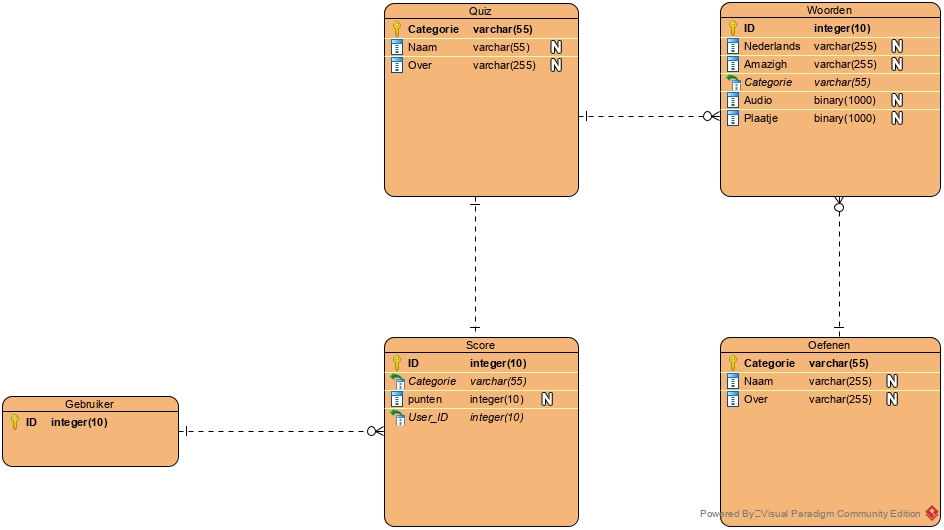 Quiz
Categorie varchar(55)
Naam varchar(55) N
Over varchar(255) N
Woorden
ID integer(10)
Nederlands varchar(255) N
Amazigh varchar(255) N
Categorie varchar(55)
Audio binary(1000) N
Plaatje binary(1000) N
Gebruiker
ID integer(10)
Score
ID integer(10)
Categorie varchar(55)
punten integer(10) N
User_ID integer(10)
Oefenen
Categorie varchar(55)
Naam varchar(255) N
Over varchar(255) N
Powered By Visual Paradigm Community Edition